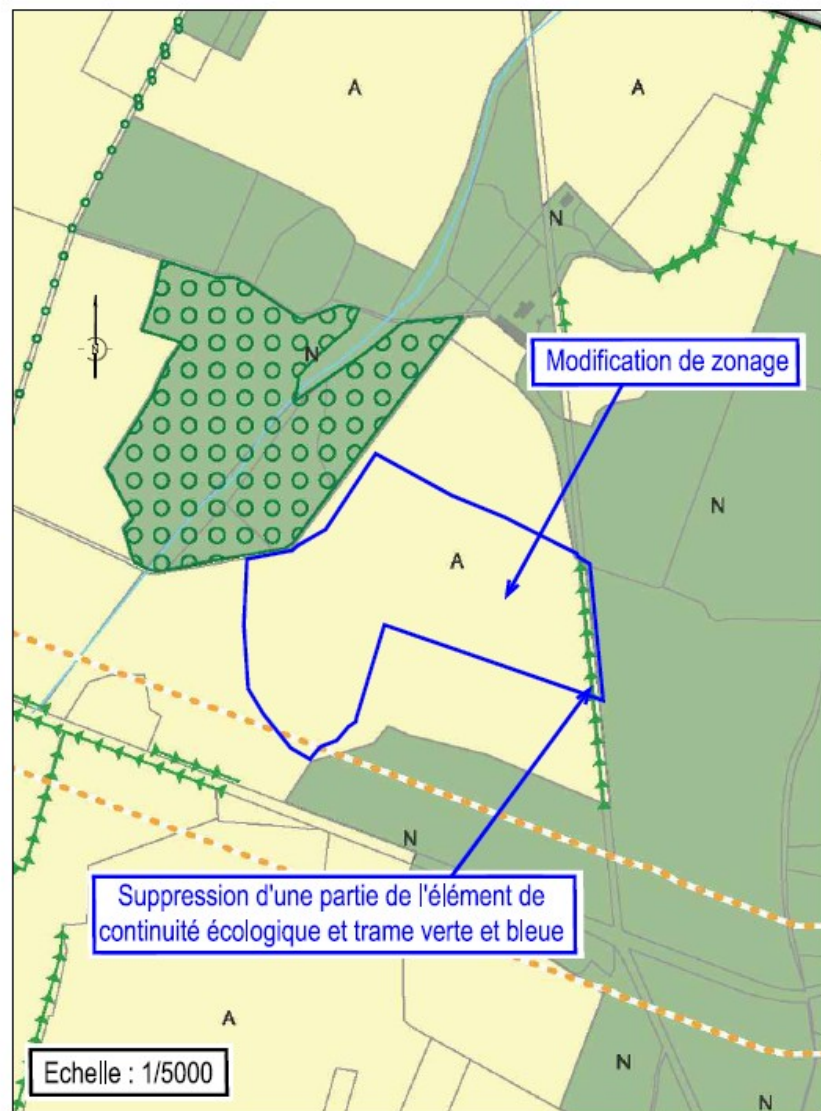 A
A
N
N
Modification de zonage
N
A
N
Suppression d'une partie de l'élément de
continuité écologique et trame verte et bleue
A
Echelle : 1/5000
N
N
N